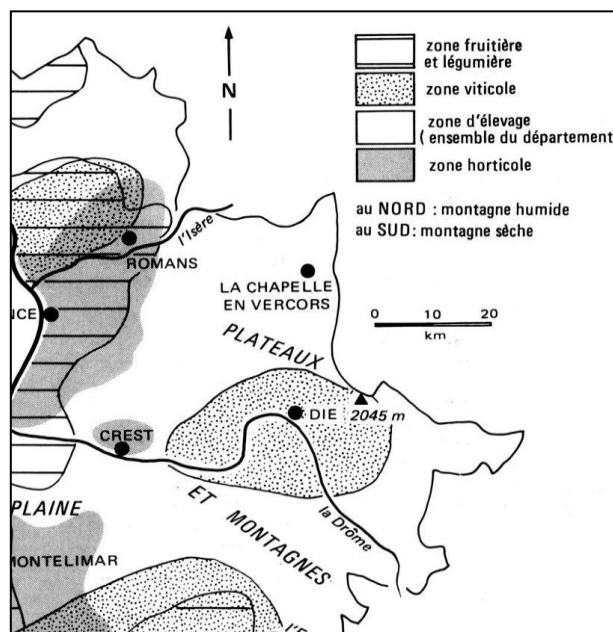 zone fruitière
et légumière
zone viticole
zone d'élevage
( ensemble du département
zone horticole
au NORD : montagne humide
au SUD: montagne sèche
N
0 10 20
km
l'Isère
ROMANS
LA CHAPELLE
EN VERCORS
NCE
PLATEAUX
DIE
2045 m
CREST
la Drôme
PLAINE
ET MONTAGNES
MONTELIMAR